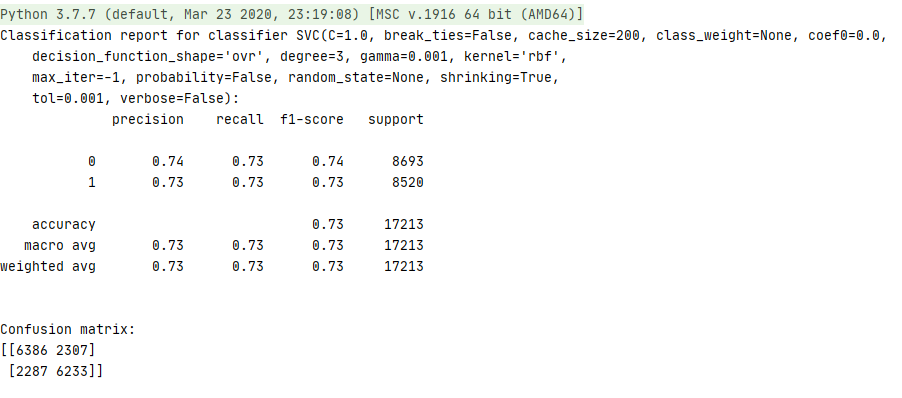 Python 3.7.7 (default, Mar 23 2020, 23:19:08) [MSC v.1916 64 bit (AMD64)]
Classification report for classifier SVC(C=1.0, break_ties=False, cache_size=200, class_weight=None, coef0=0.0,
    decision_function_shape='ovr', degree=3, gamma=0.001, kernel='rbf',
    max_iter=-1, probability=False, random_state=None, shrinking=True,
    tol=0.001, verbose=False):
              precision    recall  f1-score   support

           0       0.74      0.73      0.74      8693
           1       0.73      0.73      0.73      8520

    accuracy                           0.73     17213
   macro avg       0.73      0.73      0.73     17213
weighted avg       0.73      0.73      0.73     17213

Confusion matrix:
[[6386 2307]
 [2287 6233]]